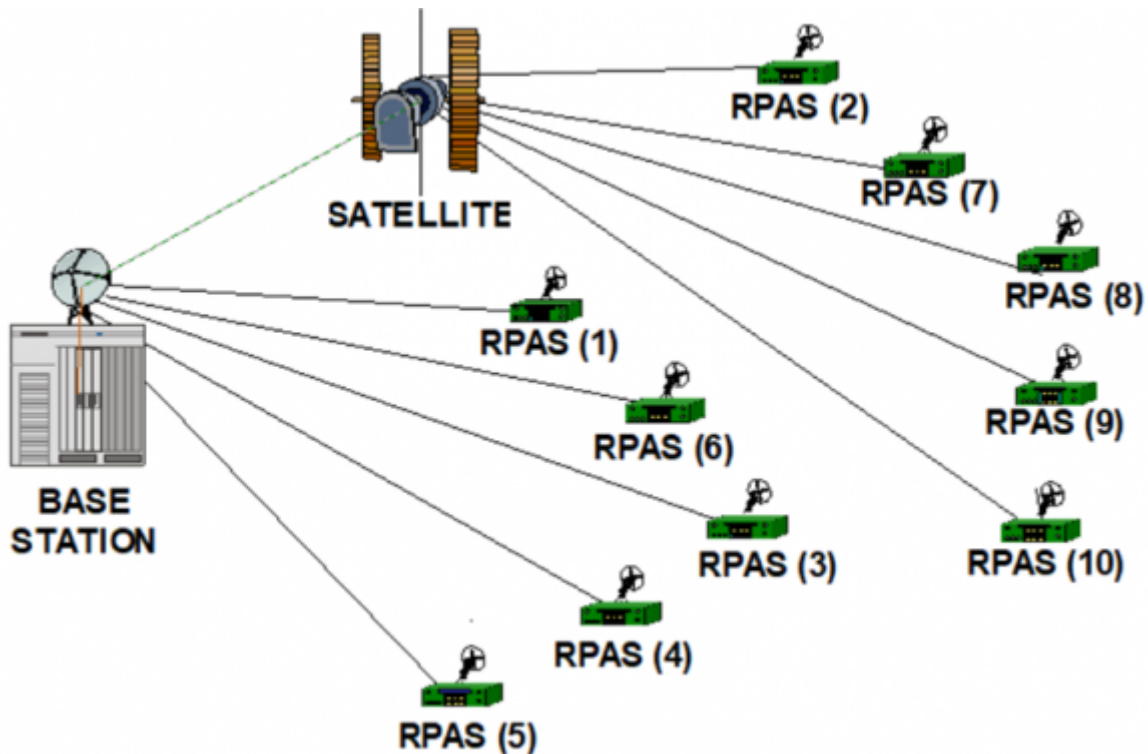 RPAS (2)
RPAS (7)
SATELLITE
RPAS (8)
RPAS (1)
RPAS (9)
RPAS (6)
BASE
STATION
RPAS (3)
RPAS (10)
RPAS (4)
RPAS (5)